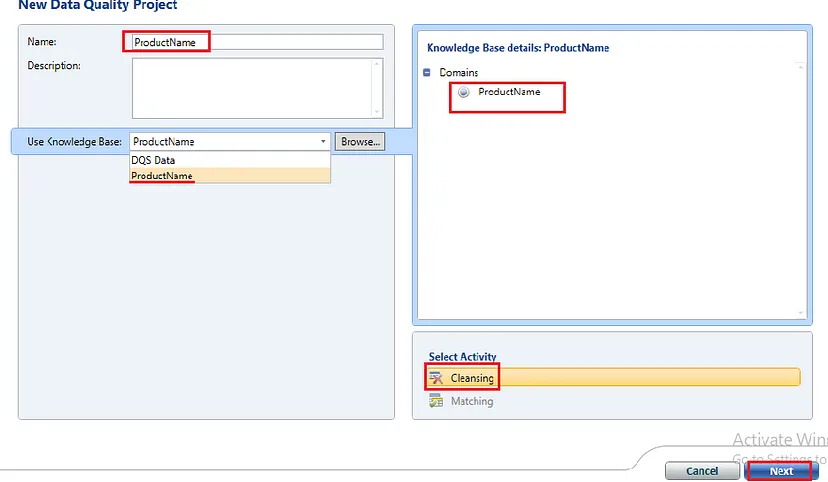 New Data Quality Project
Name:
ProductName
Description:
Use Knowledge Base:
ProductName
Browse...
DQS Data
ProductName
Knowledge Base details: ProductName
Domains
ProductName
Select Activity
Cleansing
Matching
Activate Win
Go to Settings to
Cancel
Next